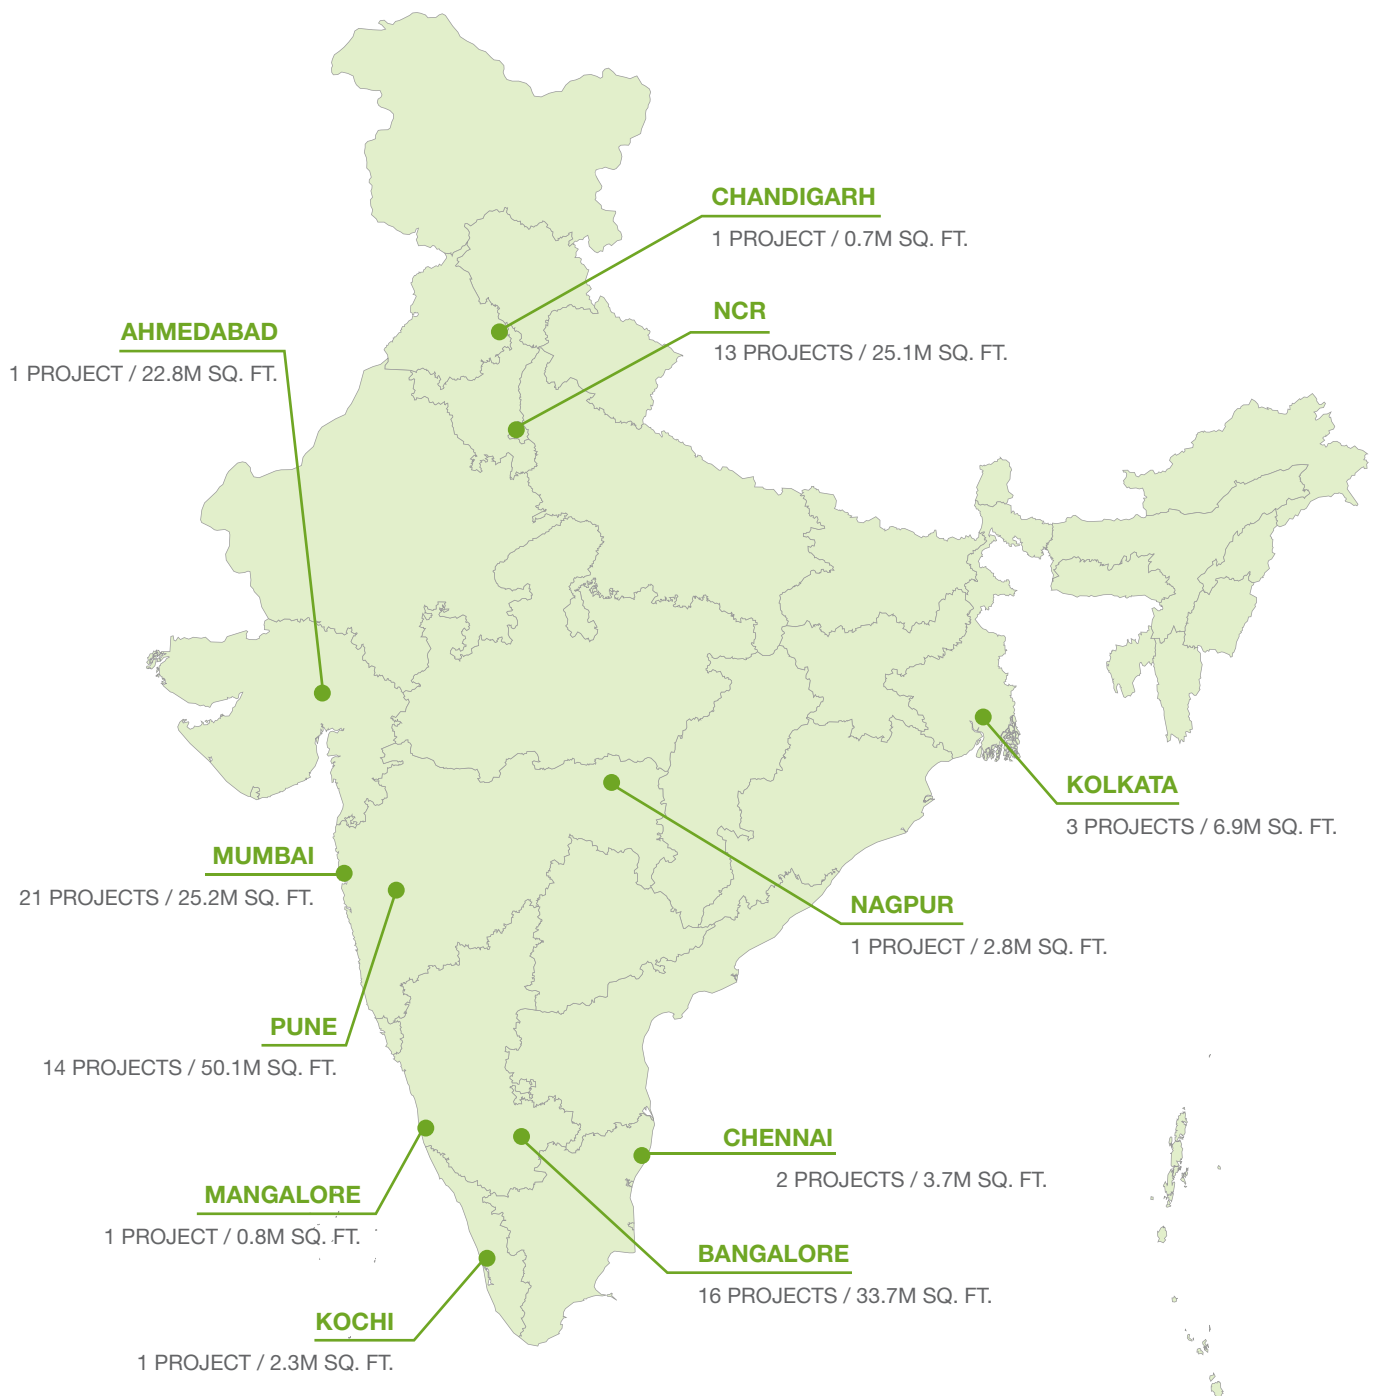 CHANDIGARH
1 PROJECT / 0.7M SQ. FT.
NCR
13 PROJECTS / 25.1M SQ. FT.
AHMEDABAD
1 PROJECT / 22.8M SQ. FT.
KOLKATA
3 PROJECTS / 6.9M SQ. FT.
MUMBAI
21 PROJECTS / 25.2M SQ. FT.
NAGPUR
1 PROJECT / 2.8M SQ. FT.
PUNE
14 PROJECTS / 50.1M SQ. FT.
CHENNAI
2 PROJECTS / 3.7M SQ. FT.
MANGALORE
1 PROJECT / 0.8M SQ. FT.
BANGALORE
16 PROJECTS / 33.7M SQ. FT.
KOCHI
1 PROJECT / 2.3M SQ. FT.